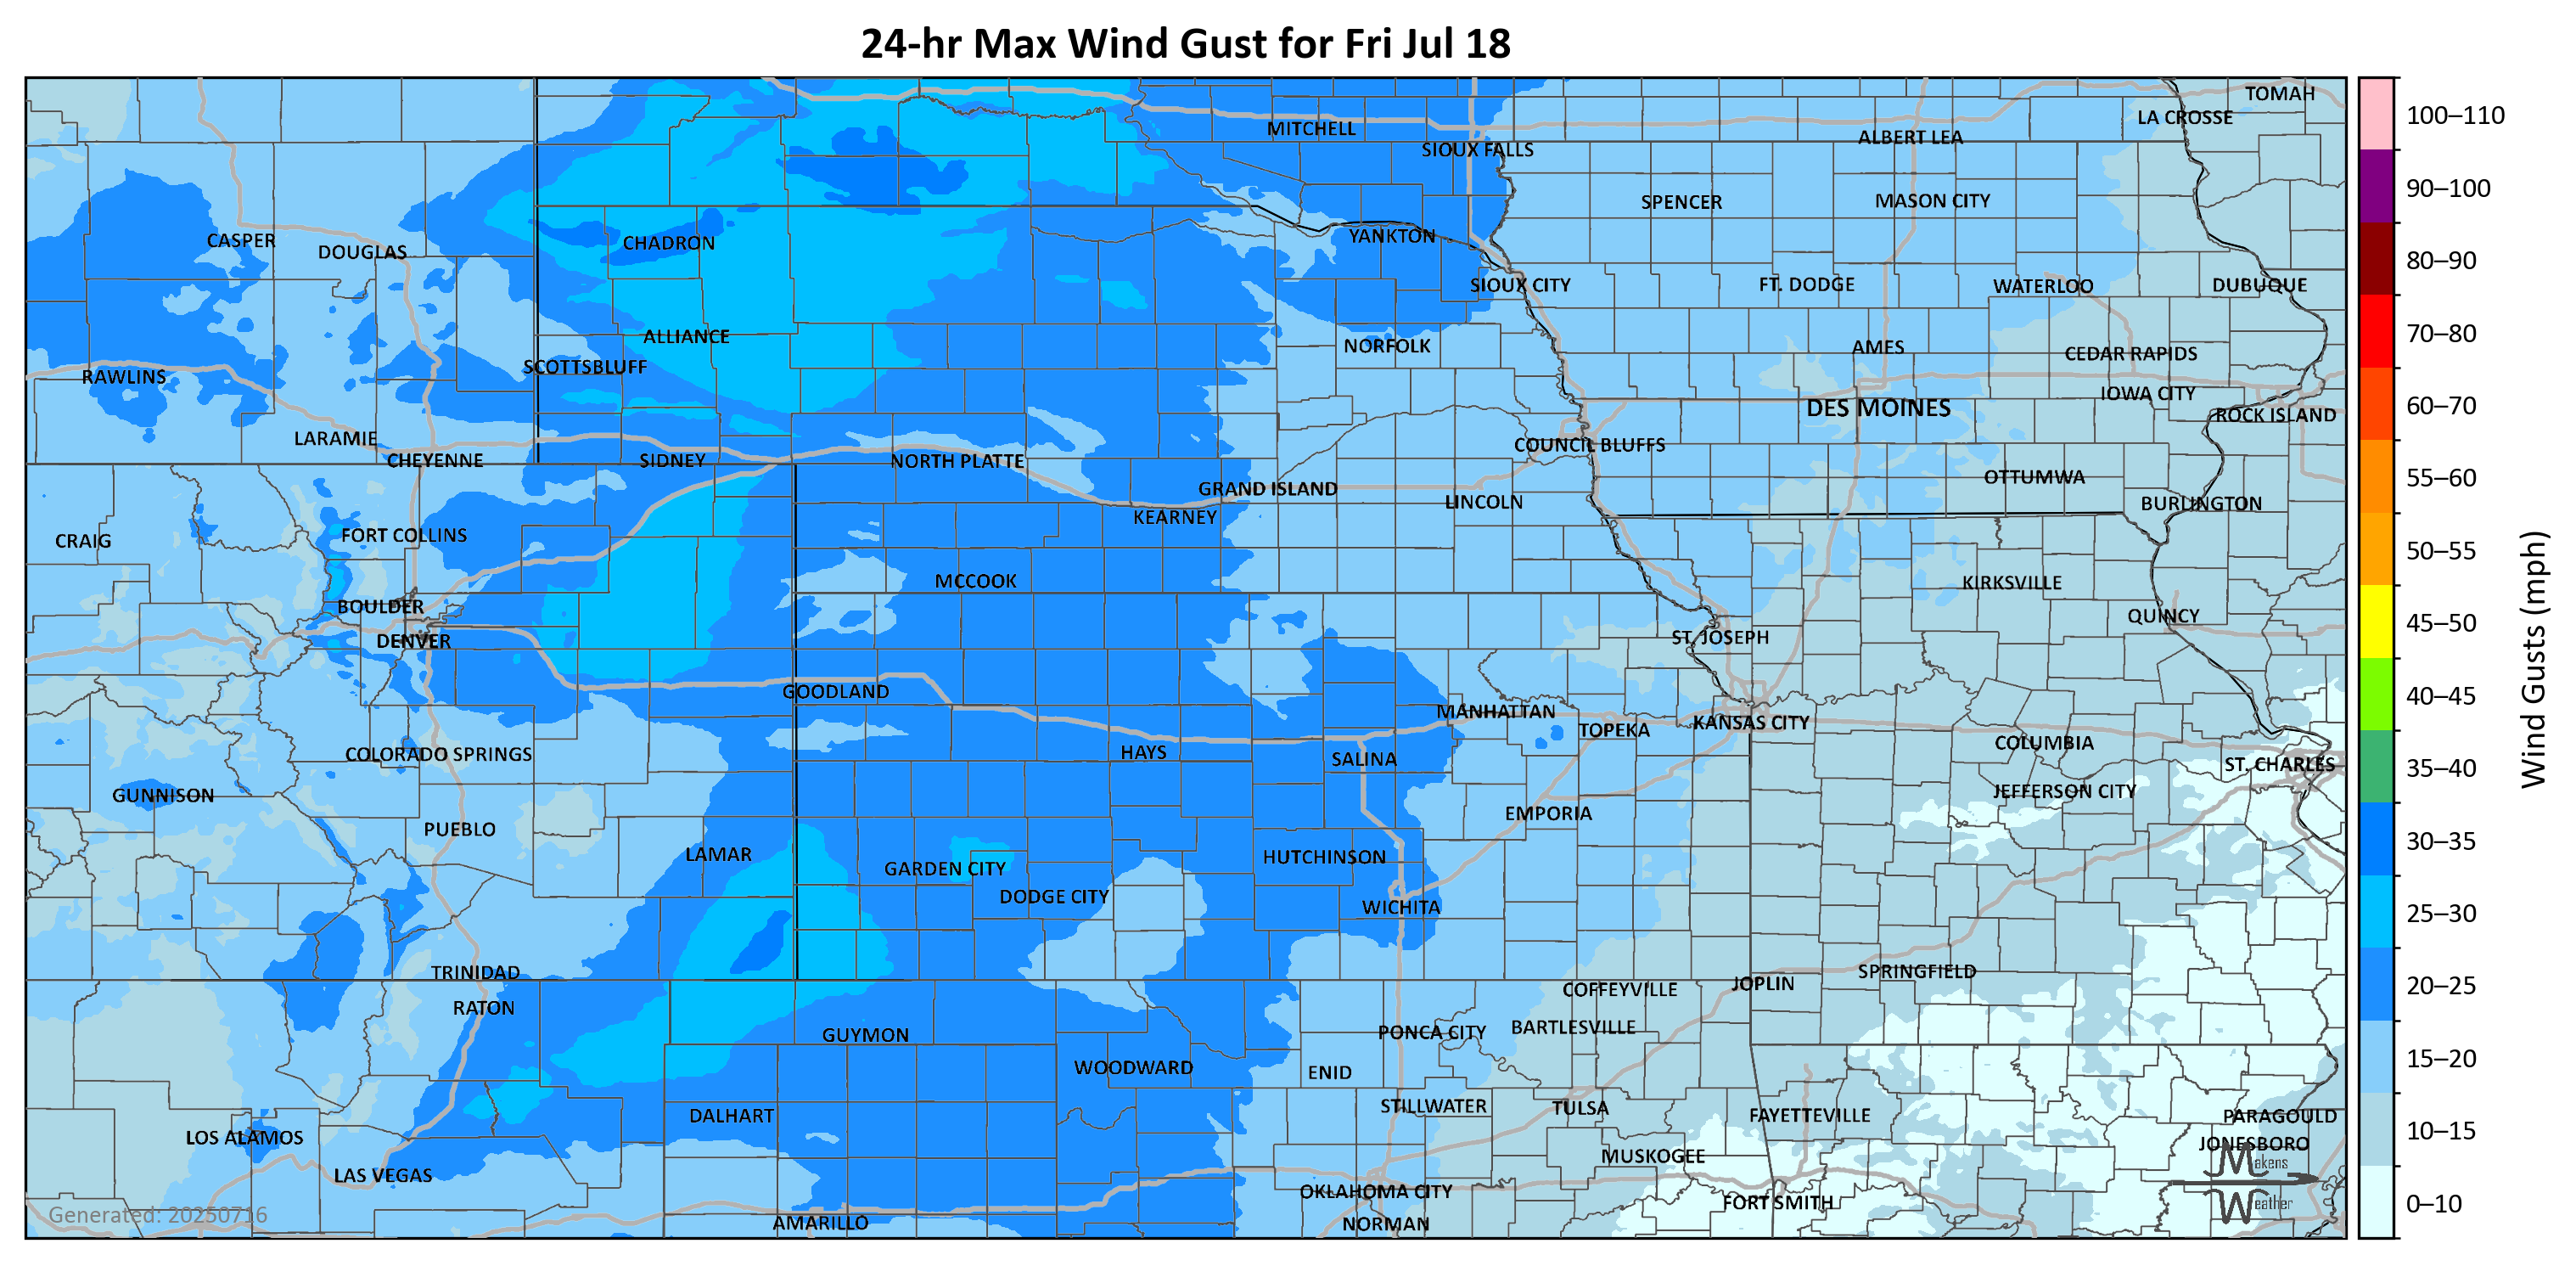 24-hr Max Wind Gust for Fri Jul 18
TOMAH
LA CROSSE
MITCHELL
ALBERT LEA
SIOUX FALLS
SPENCER
MASON CITY
CASPER
DOUGLAS
CHADRON
YANKTON
SIOUX CITY
FT. DODGE
WATERLOO
DUBUQUE
ALLIANCE
NORFOLK
AMES
CEDAR RAPIDS
SCOTTSBLUFF
RAWLINS
IOWA CITY
DES MOINES
ROCK ISLAND
LARAMIE
COUNCIL BLUFFS
CHEYENNE
SIDNEY
NORTH PLATTE
OTTUMWA
GRAND ISLAND
LINCOLN
BURLINGTON
KEARNEY
FORT COLLINS
CRAIG
MCCOOK
KIRKSVILLE
BOULDER
QUINCY
DENVER
ST. JOSEPH
GOODLAND
MANHATTAN
TOPEKA
KANSAS CITY
COLUMBIA
COLORADO SPRINGS
HAYS
SALINA
ST. CHARLES
GUNNISON
JEFFERSON CITY
EMPORIA
PUEBLO
LAMAR
HUTCHINSON
GARDEN CITY
DODGE CITY
WICHITA
TRINIDAD
SPRINGFIELD
JOPLIN
COFFEYVILLE
RATON
BARTLESVILLE
GUYMON
PONCA CITY
WOODWARD
ENID
STILLWATER
TULSA
DALHART
FAYETTEVILLE
PARAGOULD
LOS ALAMOS
JONESBORO
MUSKOGEE
LAS VEGAS
OKLAHOMA CITY
FORT SMITH
AMARILLO
NORMAN
Generated: 20250716
Makens
Weather
100–110
90–100
80–90
70–80
60–70
55–60
50–55
45–50
40–45
35–40
30–35
25–30
20–25
15–20
10–15
0–10
Wind Gusts (mph)